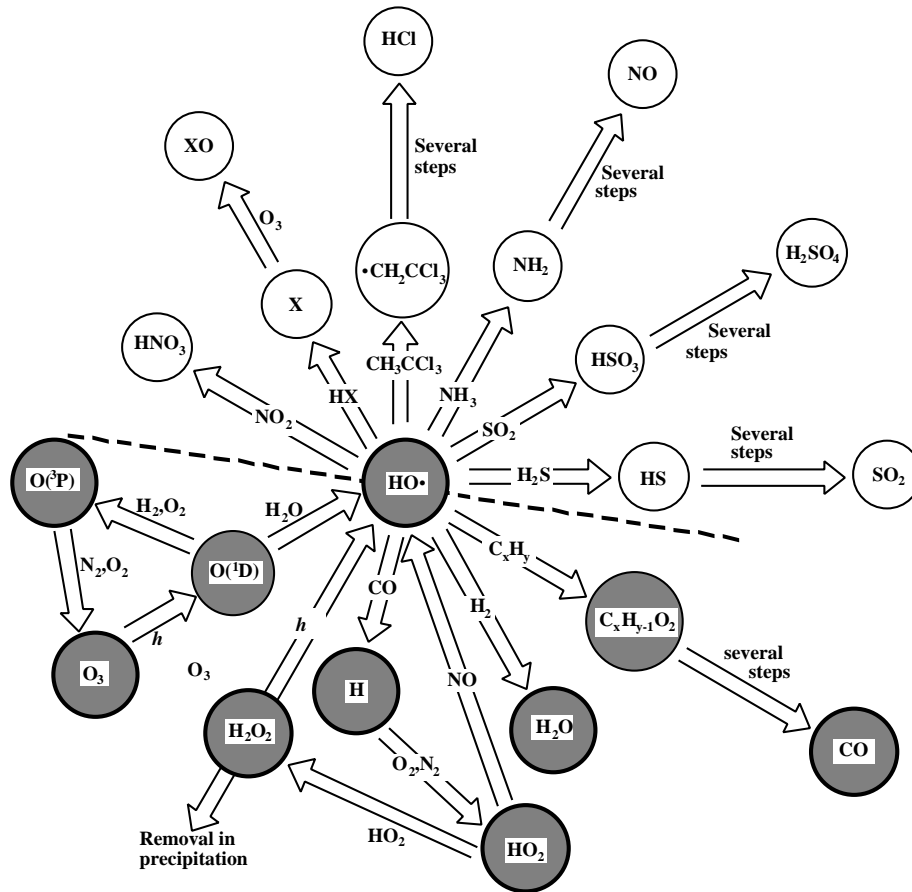 HCl
NO
XO
Several
steps
Several
steps
O₃
H₂SO₄
•CH₂CCl₃
NH₂
X
Several
steps
HNO₃
HSO₃
CH₃CCl₃
HX
NH₃
NO₂
SO₂
Several
steps
O(³P)
HO•
H₂S
HS
SO₂
H₂,O₂
H₂O
CₓHᵧ
N₂,O₂
O(¹D)
CO
H₂
CₓHᵧ₋₁O₂
h
h
O₃
O₃
H
NO
several
steps
H₂O₂
H₂O
CO
O₂,N₂
Removal in
precipitation
HO₂
HO₂